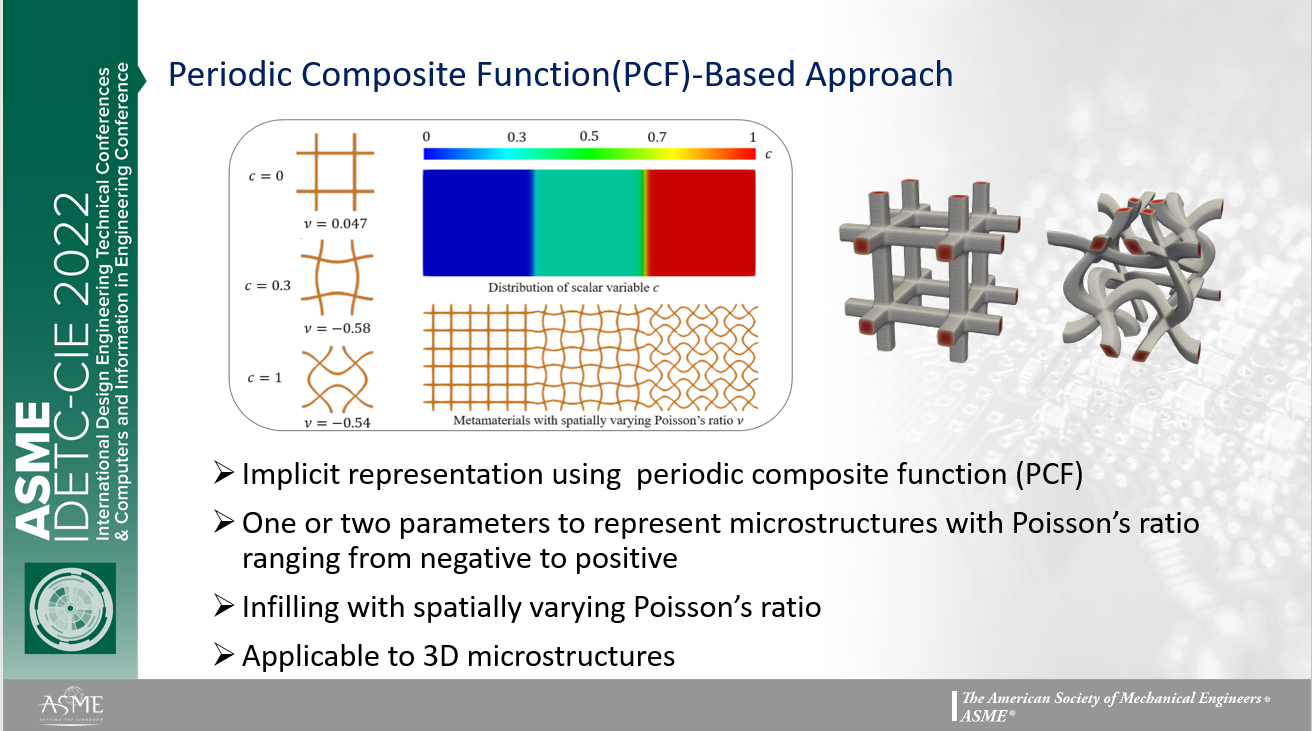 Periodic Composite Function(PCF)-Based Approach
ASME
IDETC-CIE 2022
International Design Engineering Technical Conferences
& Computers and Information in Engineering Conference
c = 0
ν = 0.047
c = 0.3
ν = −0.58
c = 1
ν = −0.54
0 0.3 0.5 0.7 1
c
Distribution of scalar variable c
Metamaterials with spatially varying Poisson's ratio ν
➢ Implicit representation using  periodic composite function (PCF)
➢ One or two parameters to represent microstructures with Poisson's ratio
ranging from negative to positive
➢ Infilling with spatially varying Poisson's ratio
➢ Applicable to 3D microstructures
ASME
SETTING THE STANDARD
The American Society of Mechanical Engineers ®
ASME ®